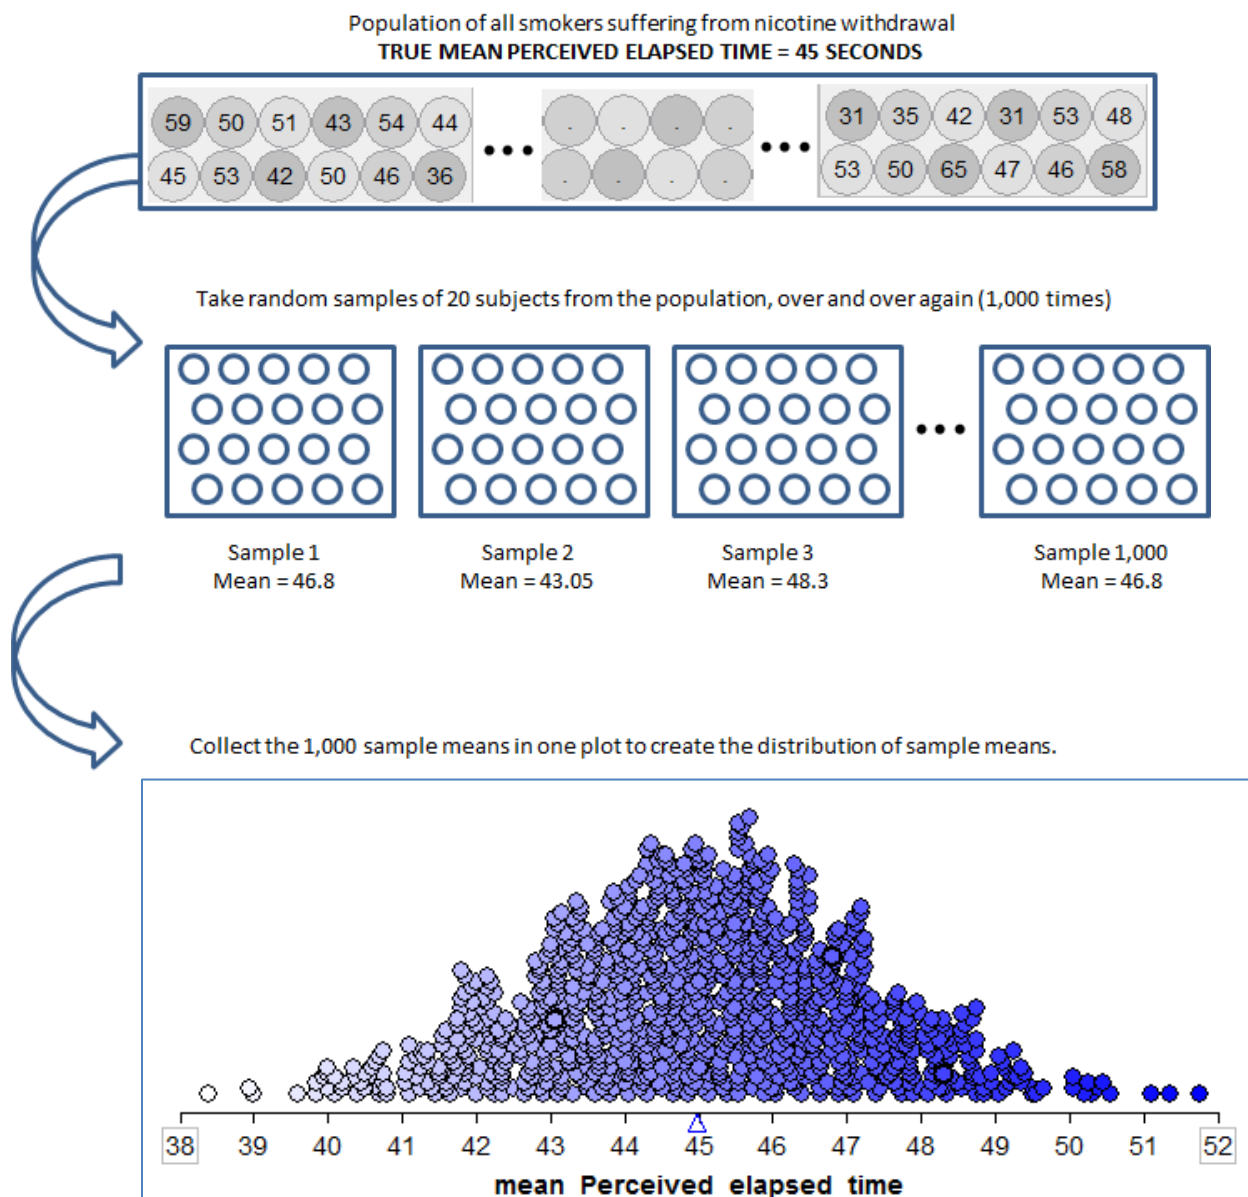 Population of all smokers suffering from nicotine withdrawal
TRUE MEAN PERCEIVED ELAPSED TIME = 45 SECONDS
59 50 51 43 54 44 . . . . 31 35 42 31 53 48
45 53 42 50 46 36 . . . . 53 50 65 47 46 58
Take random samples of 20 subjects from the population, over and over again (1,000 times)
Sample 1 Sample 2 Sample 3 Sample 1,000
Mean = 46.8 Mean = 43.05 Mean = 48.3 Mean = 46.8
Collect the 1,000 sample means in one plot to create the distribution of sample means.
38 39 40 41 42 43 44 45 46 47 48 49 50 51 52
mean Perceived elapsed time